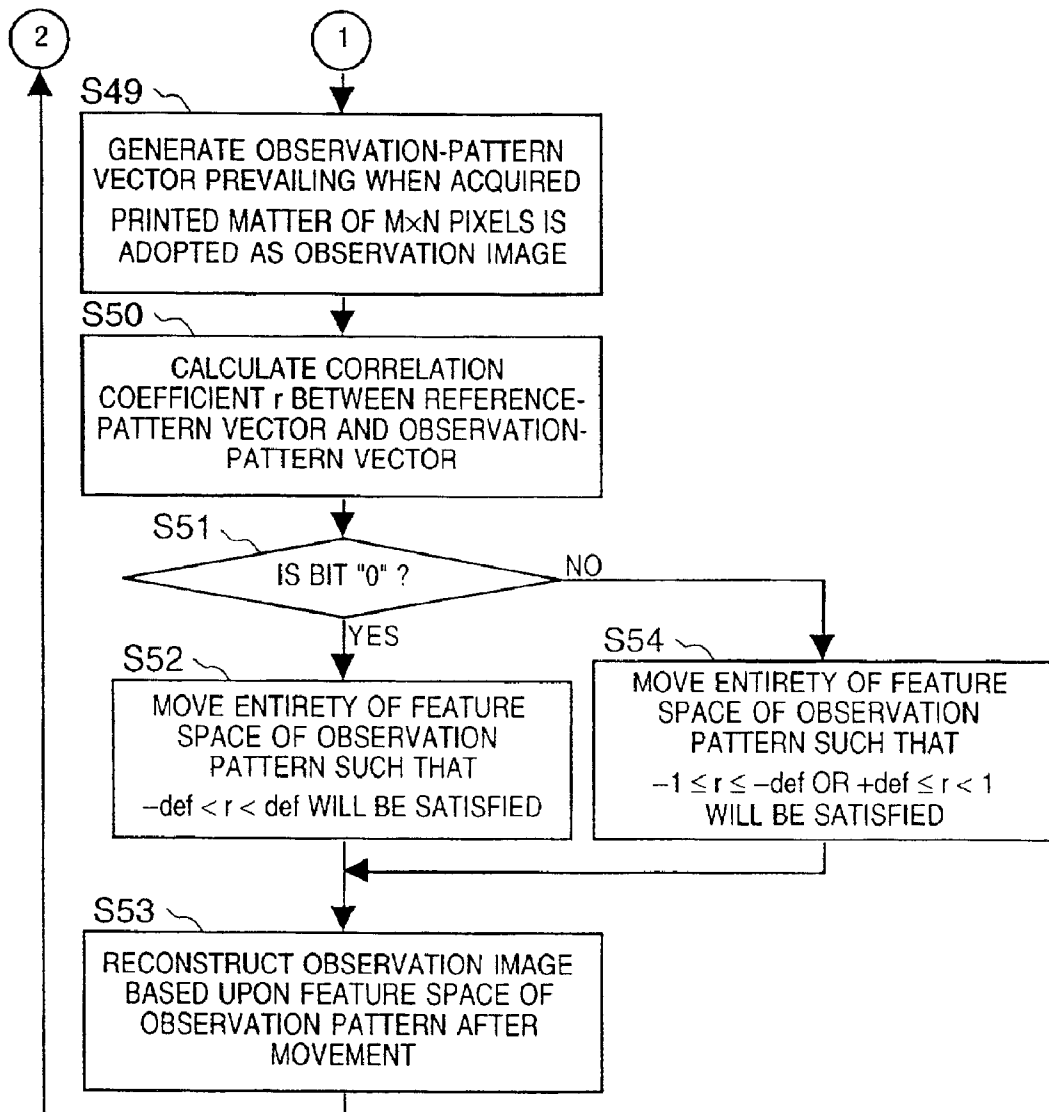 2
1
S49
GENERATE OBSERVATION-PATTERN
VECTOR PREVAILING WHEN ACQUIRED
PRINTED MATTER OF M×N PIXELS IS
ADOPTED AS OBSERVATION IMAGE
S50
CALCULATE CORRELATION
COEFFICIENT r BETWEEN REFERENCE-
PATTERN VECTOR AND OBSERVATION-
PATTERN VECTOR
S51
IS BIT "0" ?
NO
YES
S52
MOVE ENTIRETY OF FEATURE
SPACE OF OBSERVATION
PATTERN SUCH THAT
−def < r < def WILL BE SATISFIED
S54
MOVE ENTIRETY OF FEATURE
SPACE OF OBSERVATION
PATTERN SUCH THAT
−1 ≤ r ≤ −def OR +def ≤ r < 1
WILL BE SATISFIED
S53
RECONSTRUCT OBSERVATION IMAGE
BASED UPON FEATURE SPACE OF
OBSERVATION PATTERN AFTER
MOVEMENT